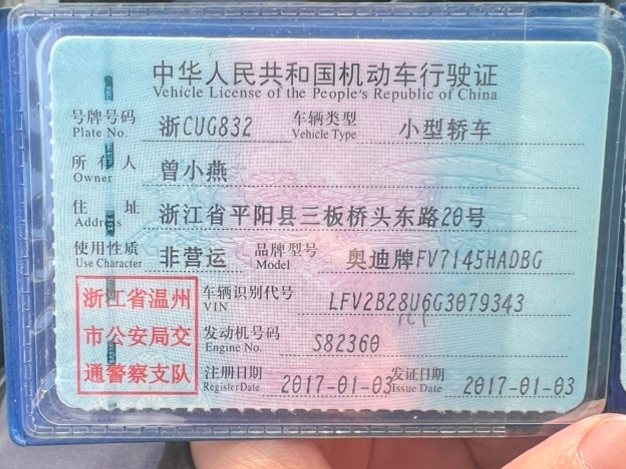 中华人民共和国机动车行驶证
Vehicle License of the People's Republic of China
号牌号码 Plate No. 浙CUG832 车辆类型 Vehicle Type 小型轿车
所有人 Owner 曾小燕
住址 Address 浙江省平阳县三板桥头东路20号
使用性质 Use Character 非营运 品牌型号 Model 奥迪牌FV7145HADBG
车辆识别代号 VIN LFV2B28U6G3079343
发动机号码 Engine No. S82360
注册日期 Register Date 2017-01-03 发证日期 Issue Date 2017-01-03
浙江省温州
市公安局交
通警察支队